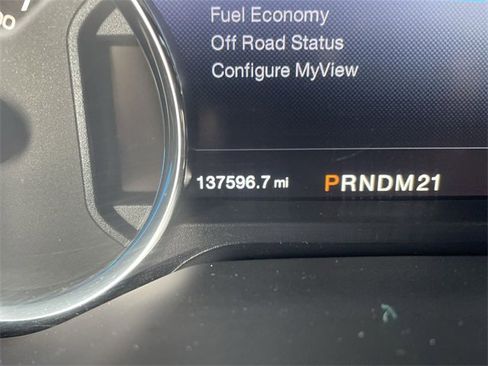 Fuel Economy
Off Road Status
Configure MyView
137596.7 mi PRNDM21